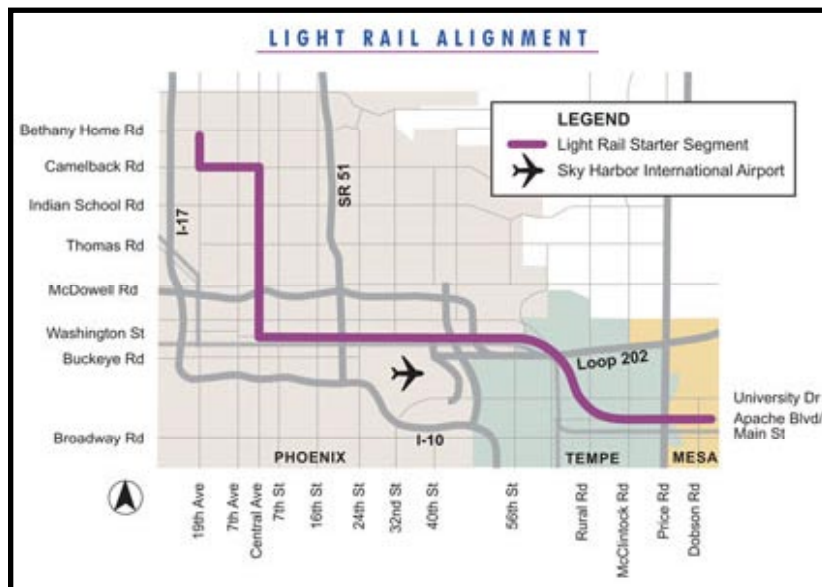 LIGHT RAIL ALIGNMENT
LEGEND
Light Rail Starter Segment
Sky Harbor International Airport
Bethany Home Rd
Camelback Rd
Indian School Rd
Thomas Rd
McDowell Rd
Washington St
Buckeye Rd
Broadway Rd
I-17
SR 51
Loop 202
I-10
University Dr
Apache Blvd/
Main St
PHOENIX
TEMPE
MESA
19th Ave
7th Ave
Central Ave
7th St
16th St
24th St
32nd St
40th St
56th St
Rural Rd
McClintock Rd
Price Rd
Dobson Rd